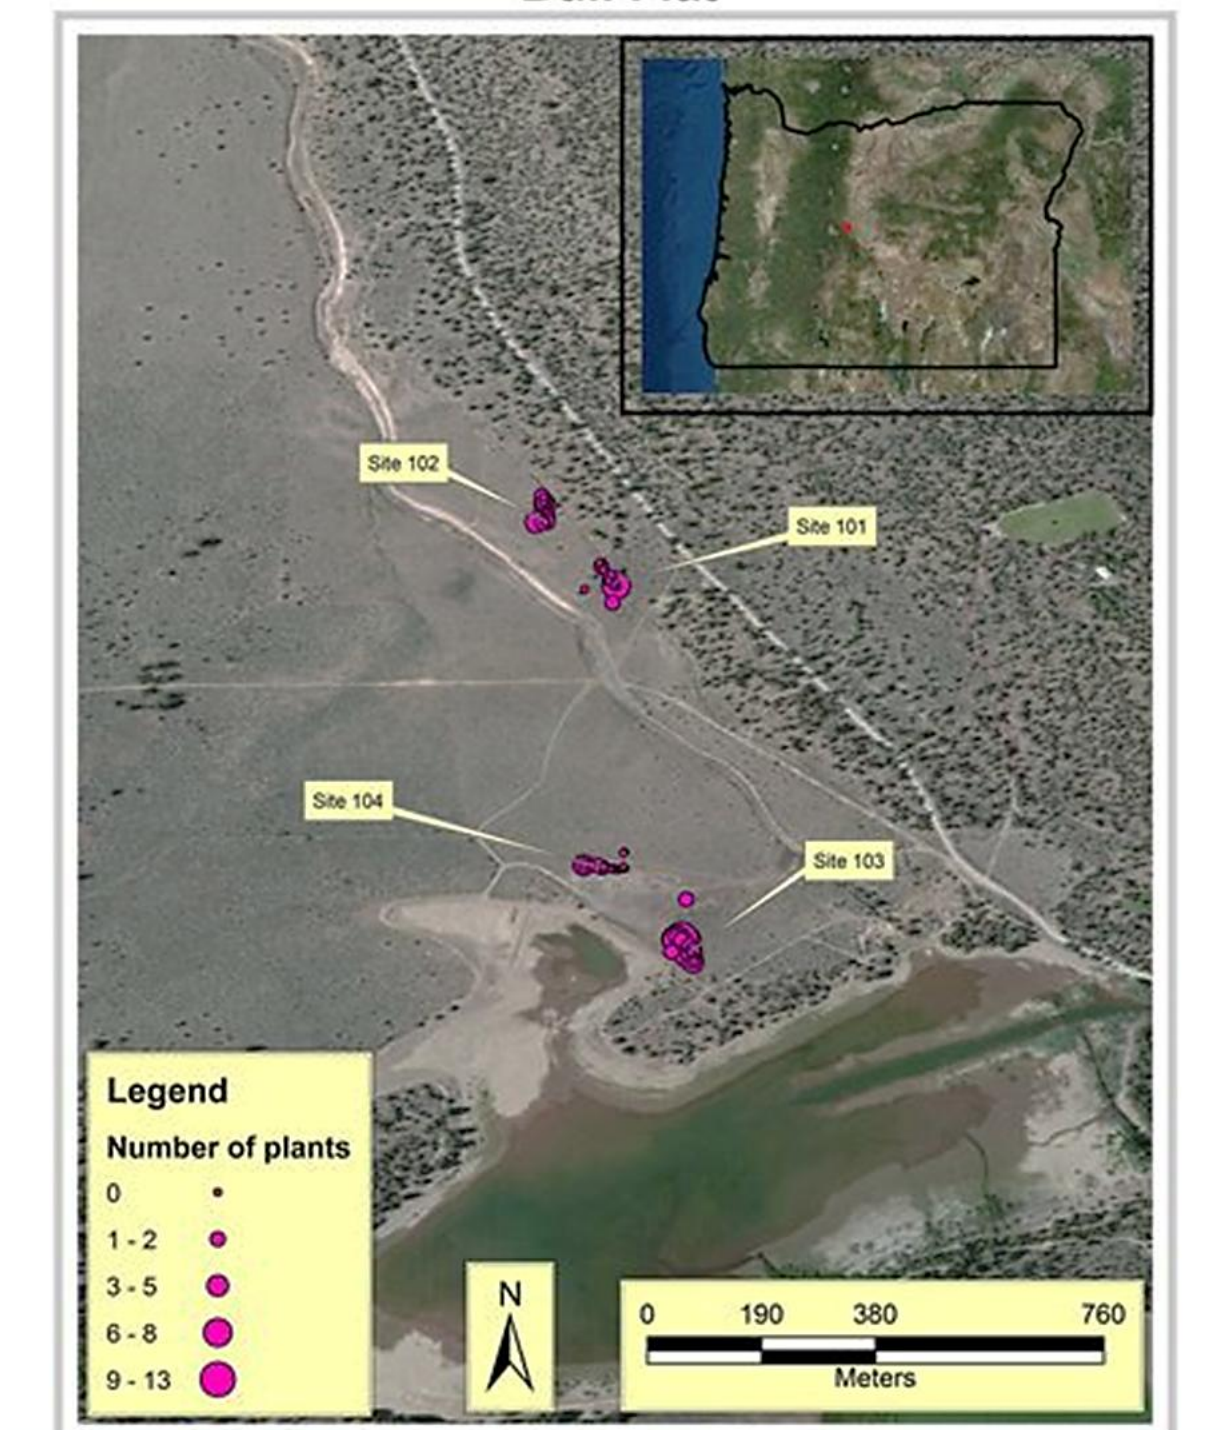 Site 102
Site 101
Site 104
Site 103
Legend
Number of plants
0
1 - 2
3 - 5
6 - 8
9 - 13
N
0 190 380 760
Meters